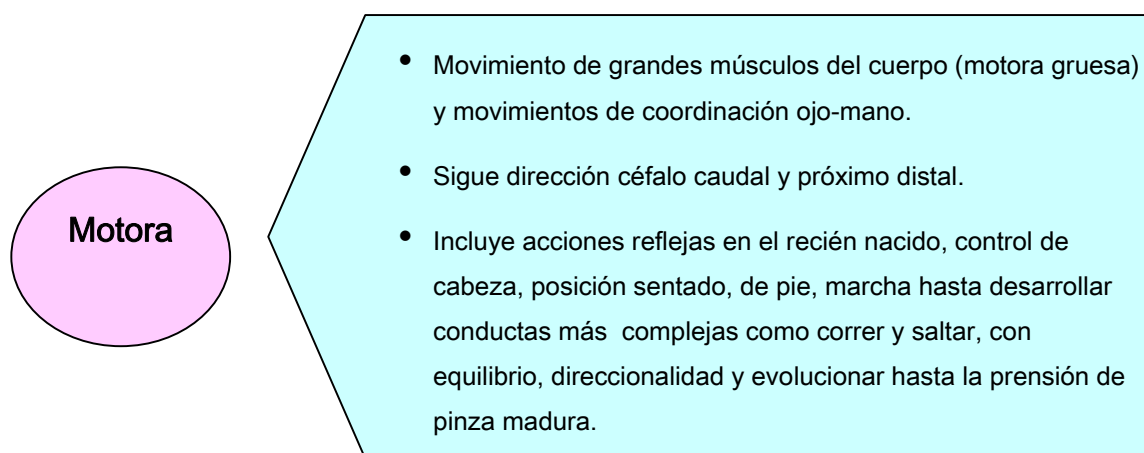 Motora
• Movimiento de grandes músculos del cuerpo (motora gruesa)
y movimientos de coordinación ojo-mano.
• Sigue dirección céfalo caudal y próximo distal.
• Incluye acciones reflejas en el recién nacido, control de
cabeza, posición sentado, de pie, marcha hasta desarrollar
conductas más  complejas como correr y saltar, con
equilibrio, direccionalidad y evolucionar hasta la prensión de
pinza madura.